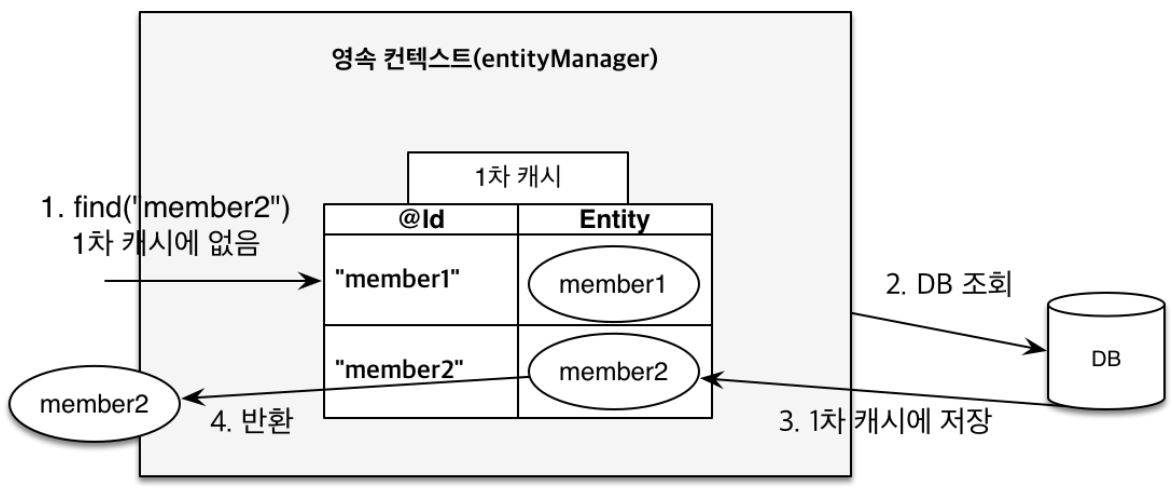 영속 컨텍스트(entityManager)
1차 캐시
1. find("member2")
1차 캐시에 없음
@Id
Entity
"member1"
member1
2. DB 조회
DB
"member2"
member2
member2
4. 반환
3. 1차 캐시에 저장